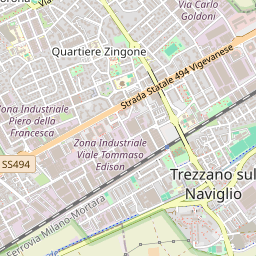 orona
Via Carlo
Goldoni
Quartiere Zingone
Strada Statale 494 Vigevanese
Zona Industriale
Piero della
Francesca
Zona Industriale
Viale Tommaso
Edison
SS494
Trezzano sul
Naviglio
Ferrovia Milano Mortara